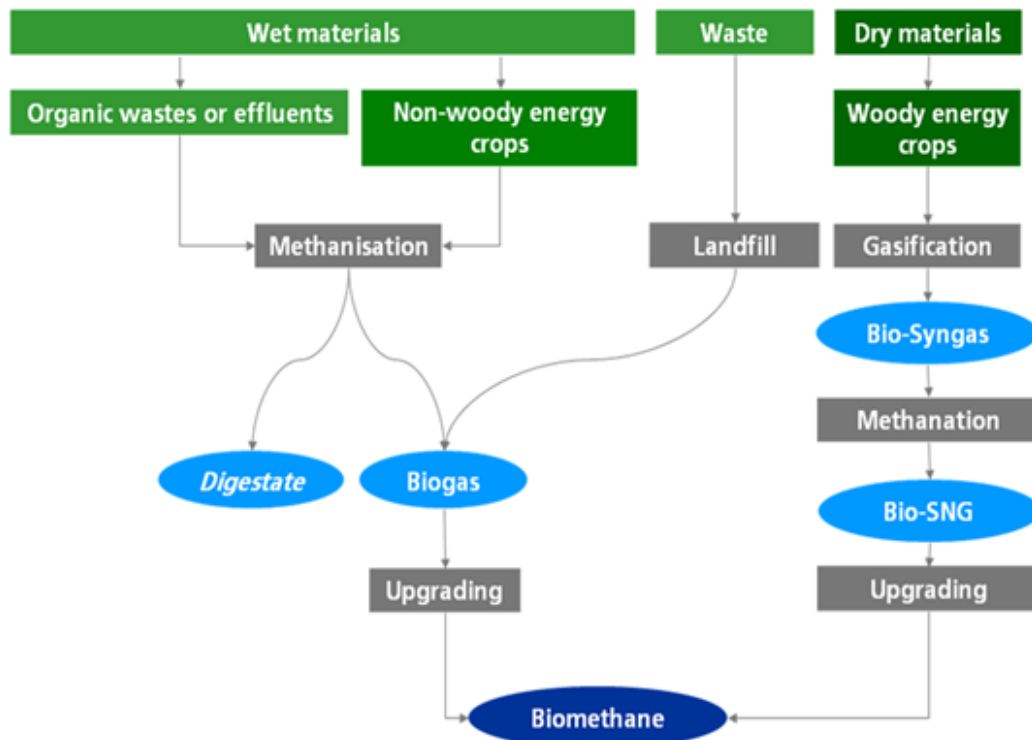 Wet materials
Waste
Dry materials
Organic wastes or effluents
Non-woody energy
crops
Woody energy
crops
Methanisation
Landfill
Gasification
Bio-Syngas
Methanation
Digestate
Biogas
Bio-SNG
Upgrading
Upgrading
Biomethane